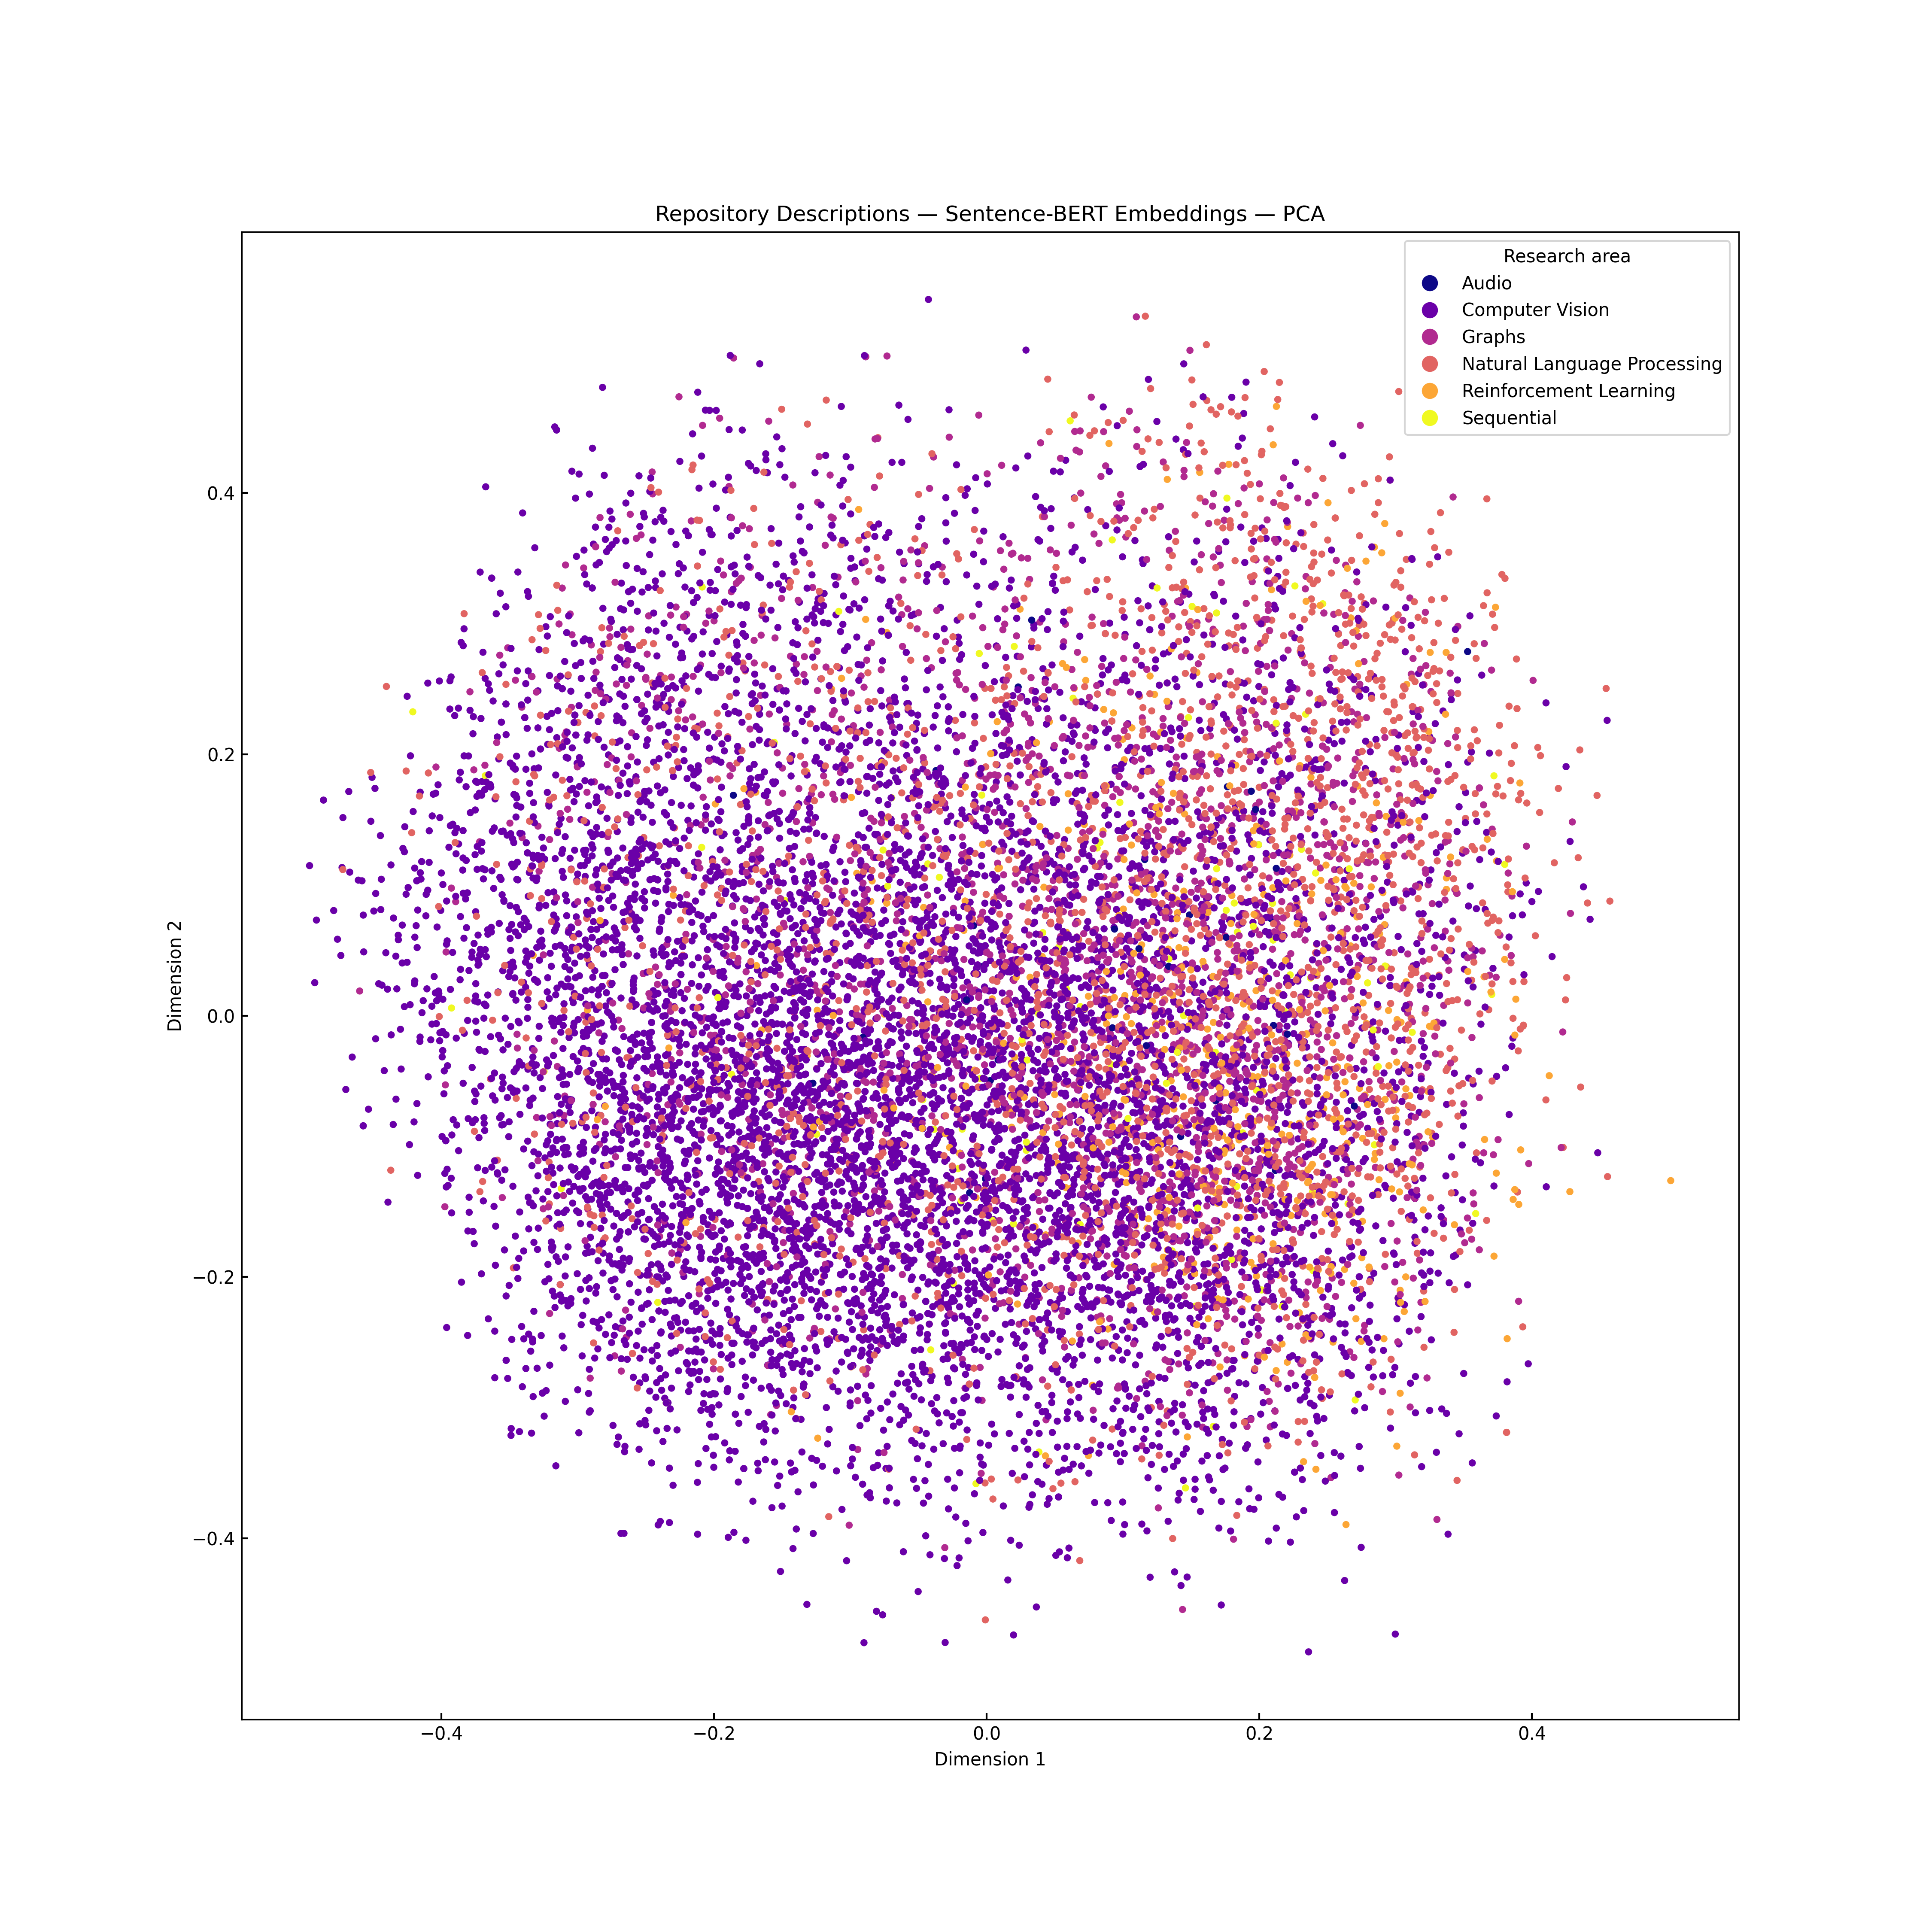 Repository Descriptions — Sentence-BERT Embeddings — PCA
Research area
Audio
Computer Vision
Graphs
Natural Language Processing
Reinforcement Learning
Sequential
0.4
0.2
0.0
−0.2
−0.4
Dimension 2
−0.4
−0.2
0.0
0.2
0.4
Dimension 1